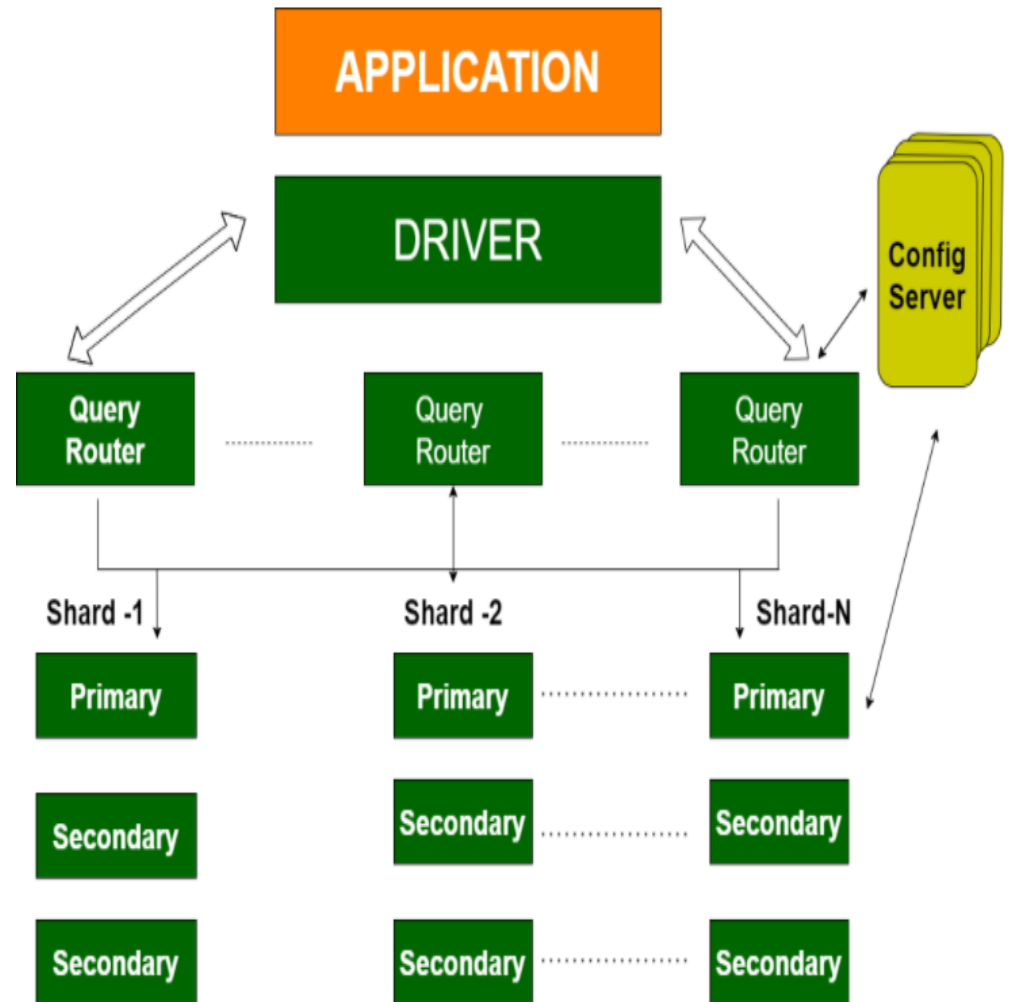 APPLICATION
DRIVER
Config
Server
Query
Router
Query
Router
Query
Router
Shard -1
Shard -2
Shard-N
Primary
Primary
Primary
Secondary
Secondary
Secondary
Secondary
Secondary
Secondary